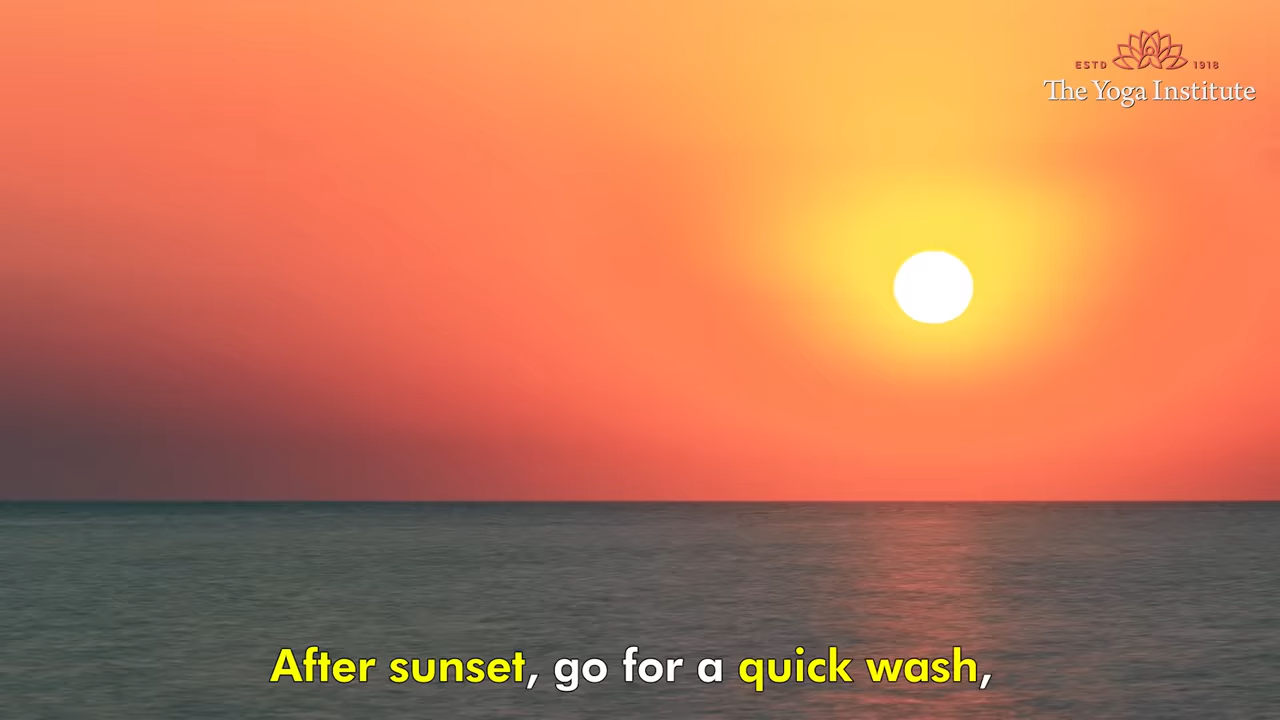 ESTD 1918
The Yoga Institute
After sunset, go for a quick wash,